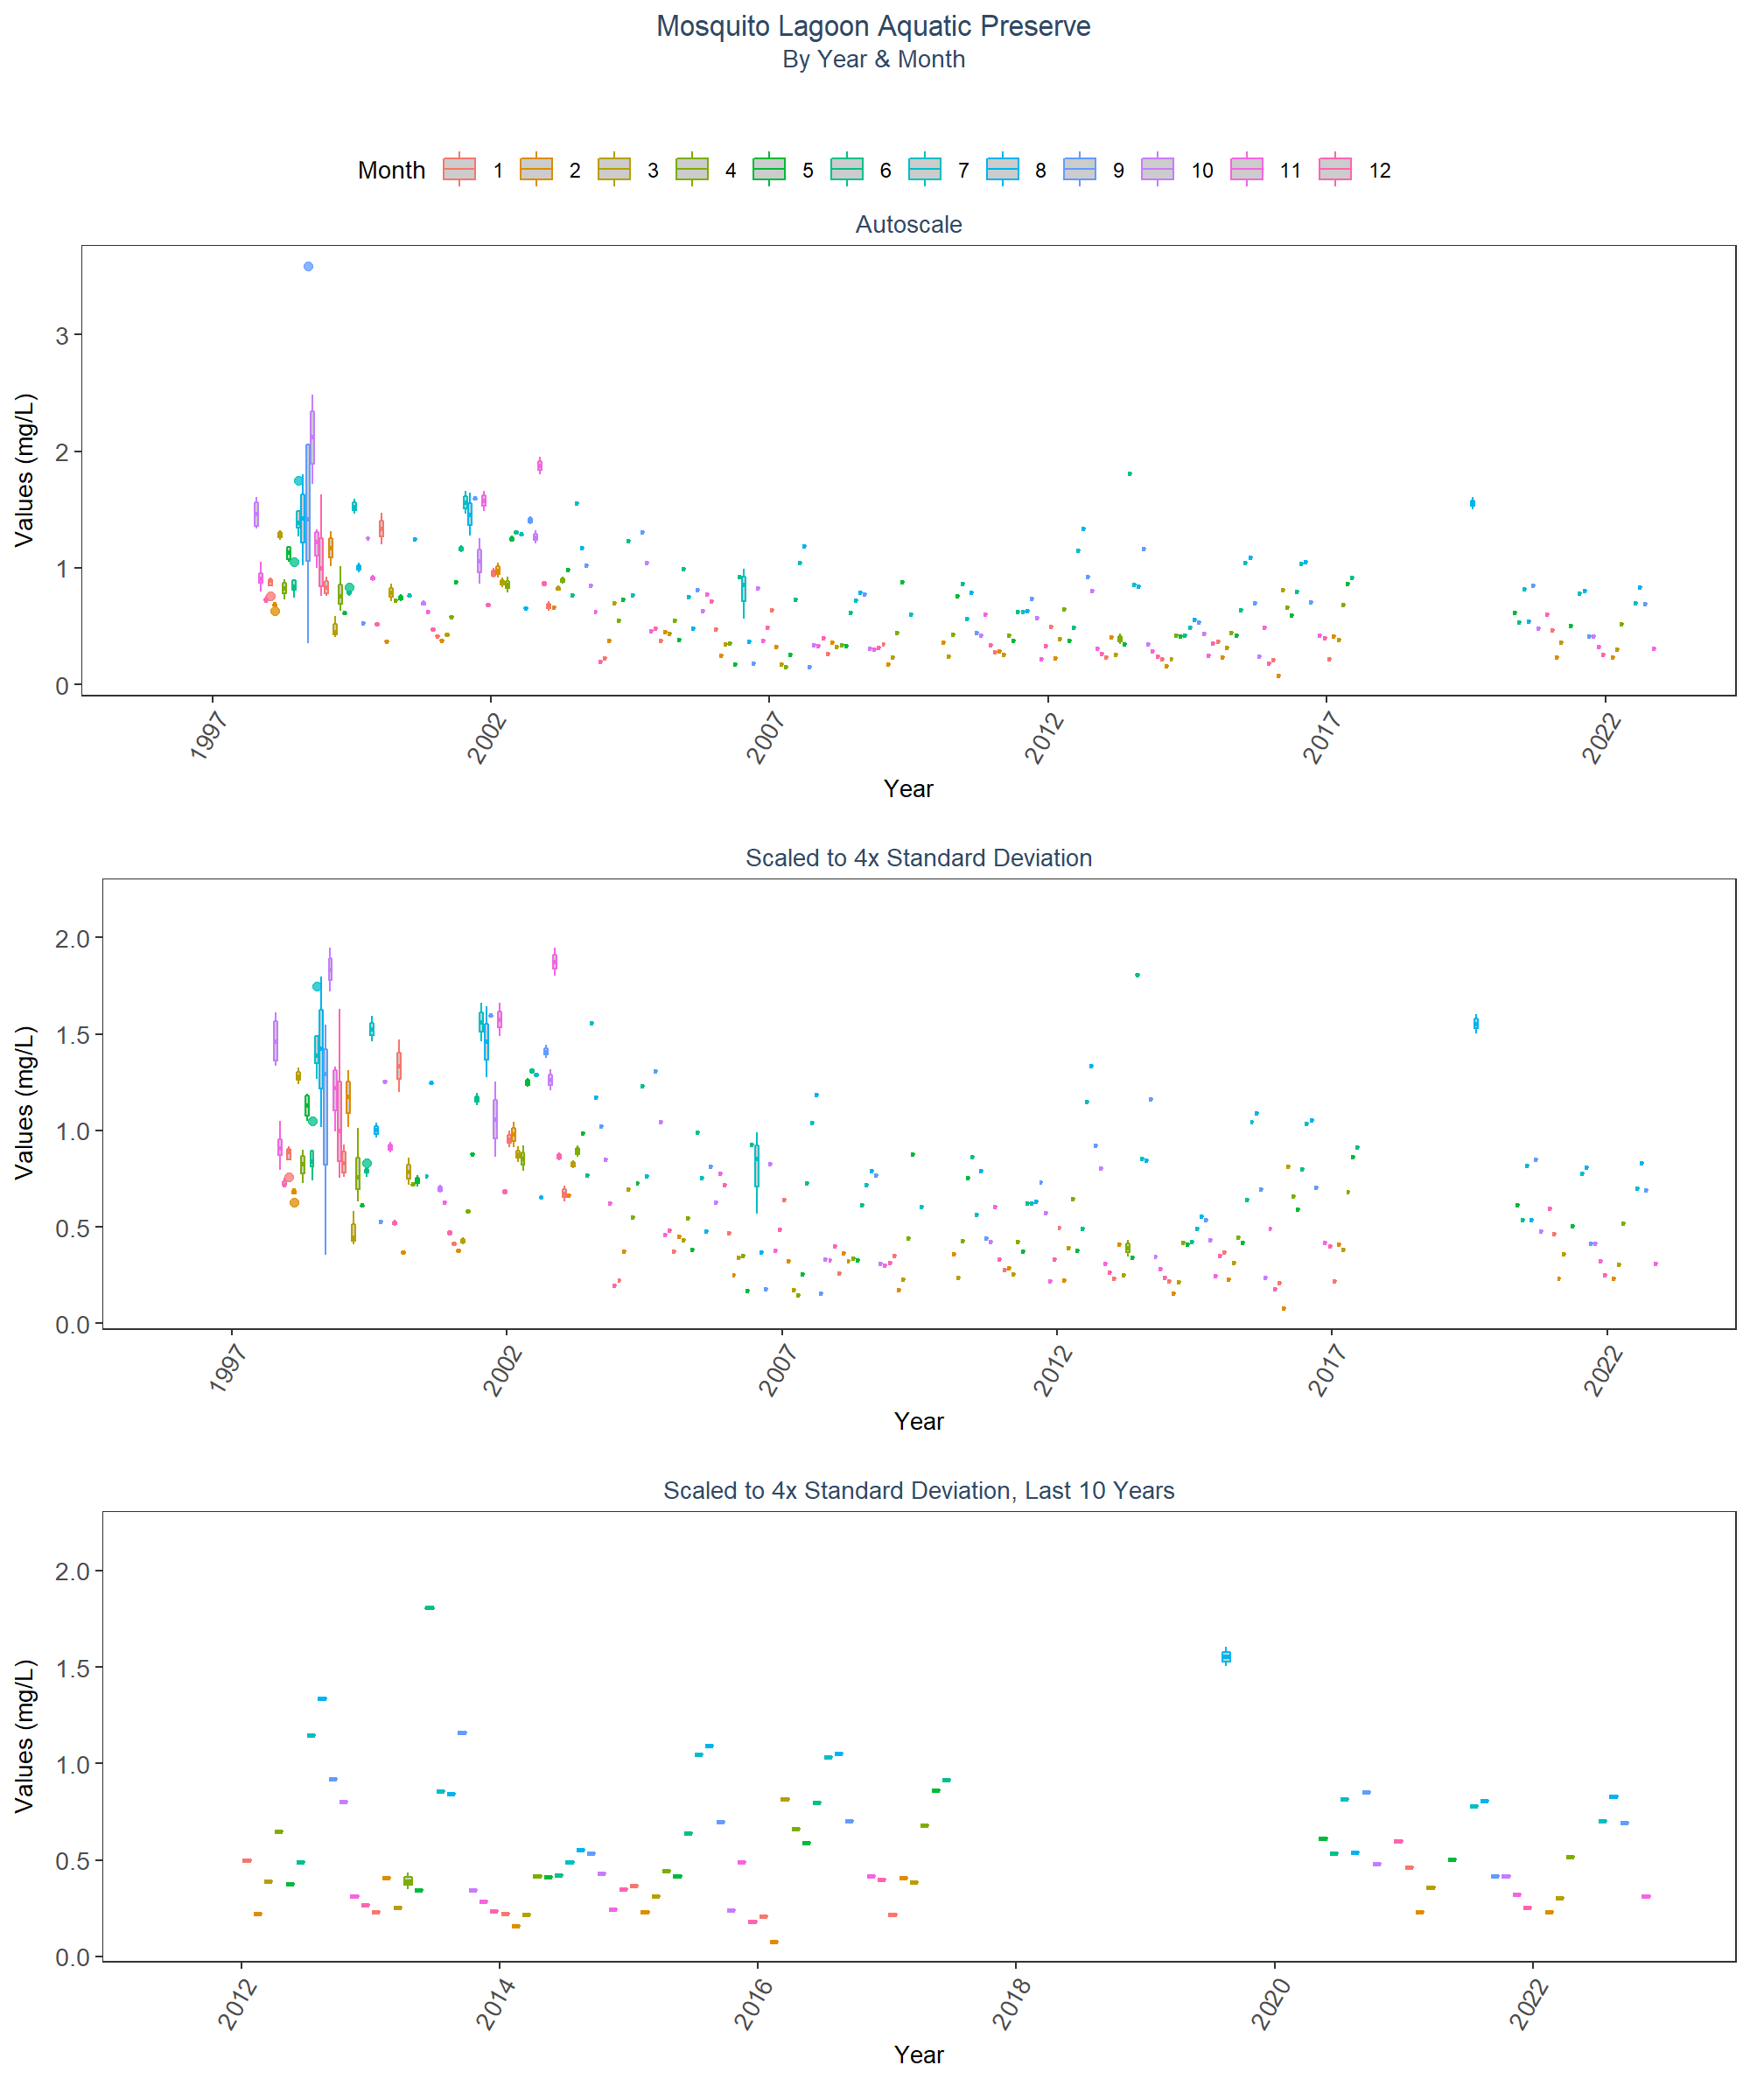 Mosquito Lagoon Aquatic Preserve
By Year & Month
Month 1 2 3 4 5 6 7 8 9 10 11 12
Autoscale
Values (mg/L)
3
2
1
0
1997 2002 2007 2012 2017 2022
Year
Scaled to 4x Standard Deviation
Values (mg/L)
2.0
1.5
1.0
0.5
0.0
1997 2002 2007 2012 2017 2022
Year
Scaled to 4x Standard Deviation, Last 10 Years
Values (mg/L)
2.0
1.5
1.0
0.5
0.0
2012 2014 2016 2018 2020 2022
Year